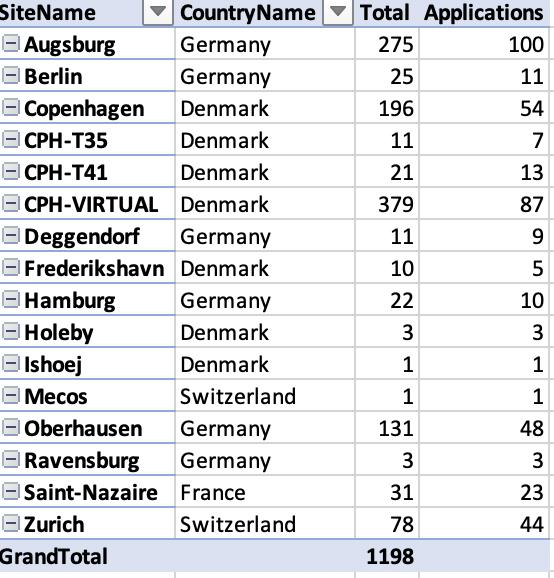 SiteName CountryName Total Applications
Augsburg Germany 275 100
Berlin Germany 25 11
Copenhagen Denmark 196 54
CPH-T35 Denmark 11 7
CPH-T41 Denmark 21 13
CPH-VIRTUAL Denmark 379 87
Deggendorf Germany 11 9
Frederikshavn Denmark 10 5
Hamburg Germany 22 10
Holeby Denmark 3 3
Ishoej Denmark 1 1
Mecos Switzerland 1 1
Oberhausen Germany 131 48
Ravensburg Germany 3 3
Saint-Nazaire France 31 23
Zurich Switzerland 78 44
GrandTotal 1198